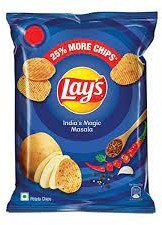 25% MORE CHIPS*
Lay's
India's Magic
Masala
Potato Chips